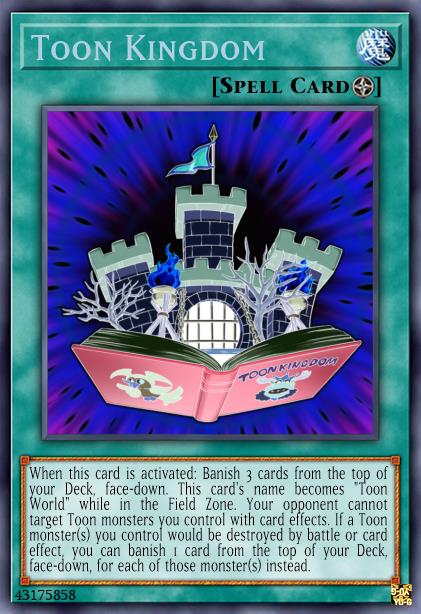 Toon Kingdom
魔
[Spell Card]
TOON KINGDOM
When this card is activated: Banish 3 cards from the top of
your Deck, face-down. This card's name becomes "Toon
World" while in the Field Zone. Your opponent cannot
target Toon monsters you control with card effects. If a Toon
monster(s) you control would be destroyed by battle or card
effect, you can banish 1 card from the top of your Deck,
face-down, for each of those monster(s) instead.
43175858